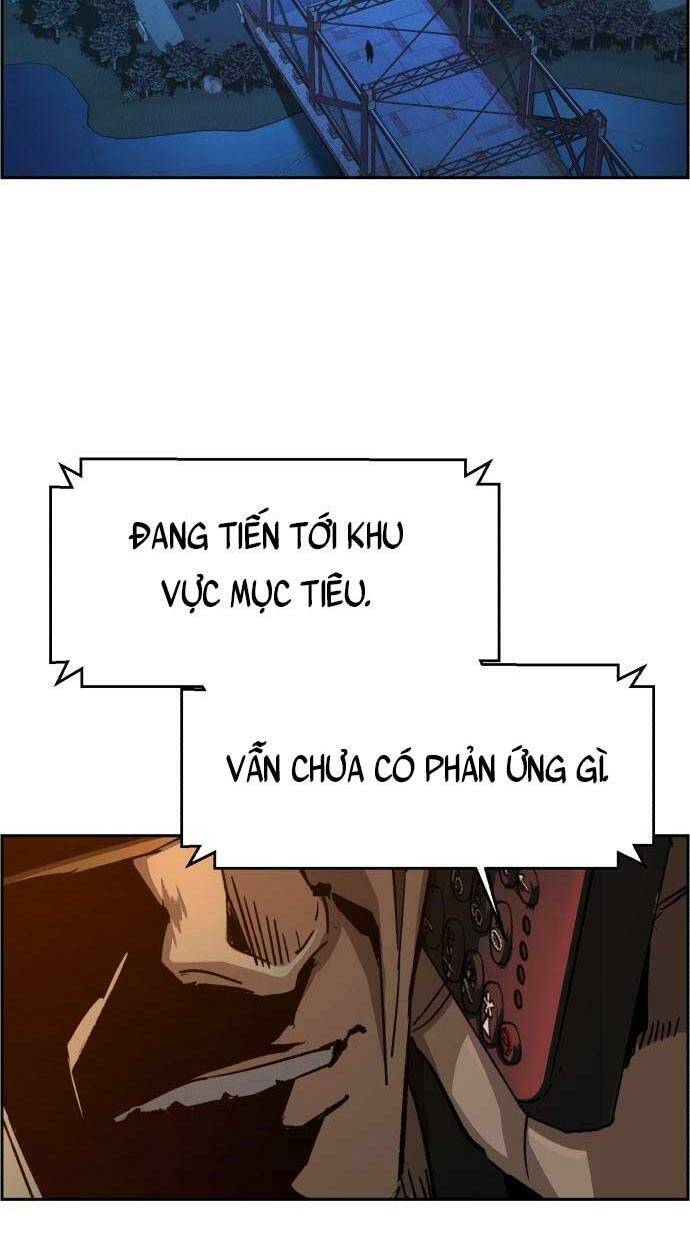 ĐANG TIẾN TỚI KHU
VỰC MỤC TIÊU.
VẪN CHƯA CÓ PHẢN ỨNG GÌ.